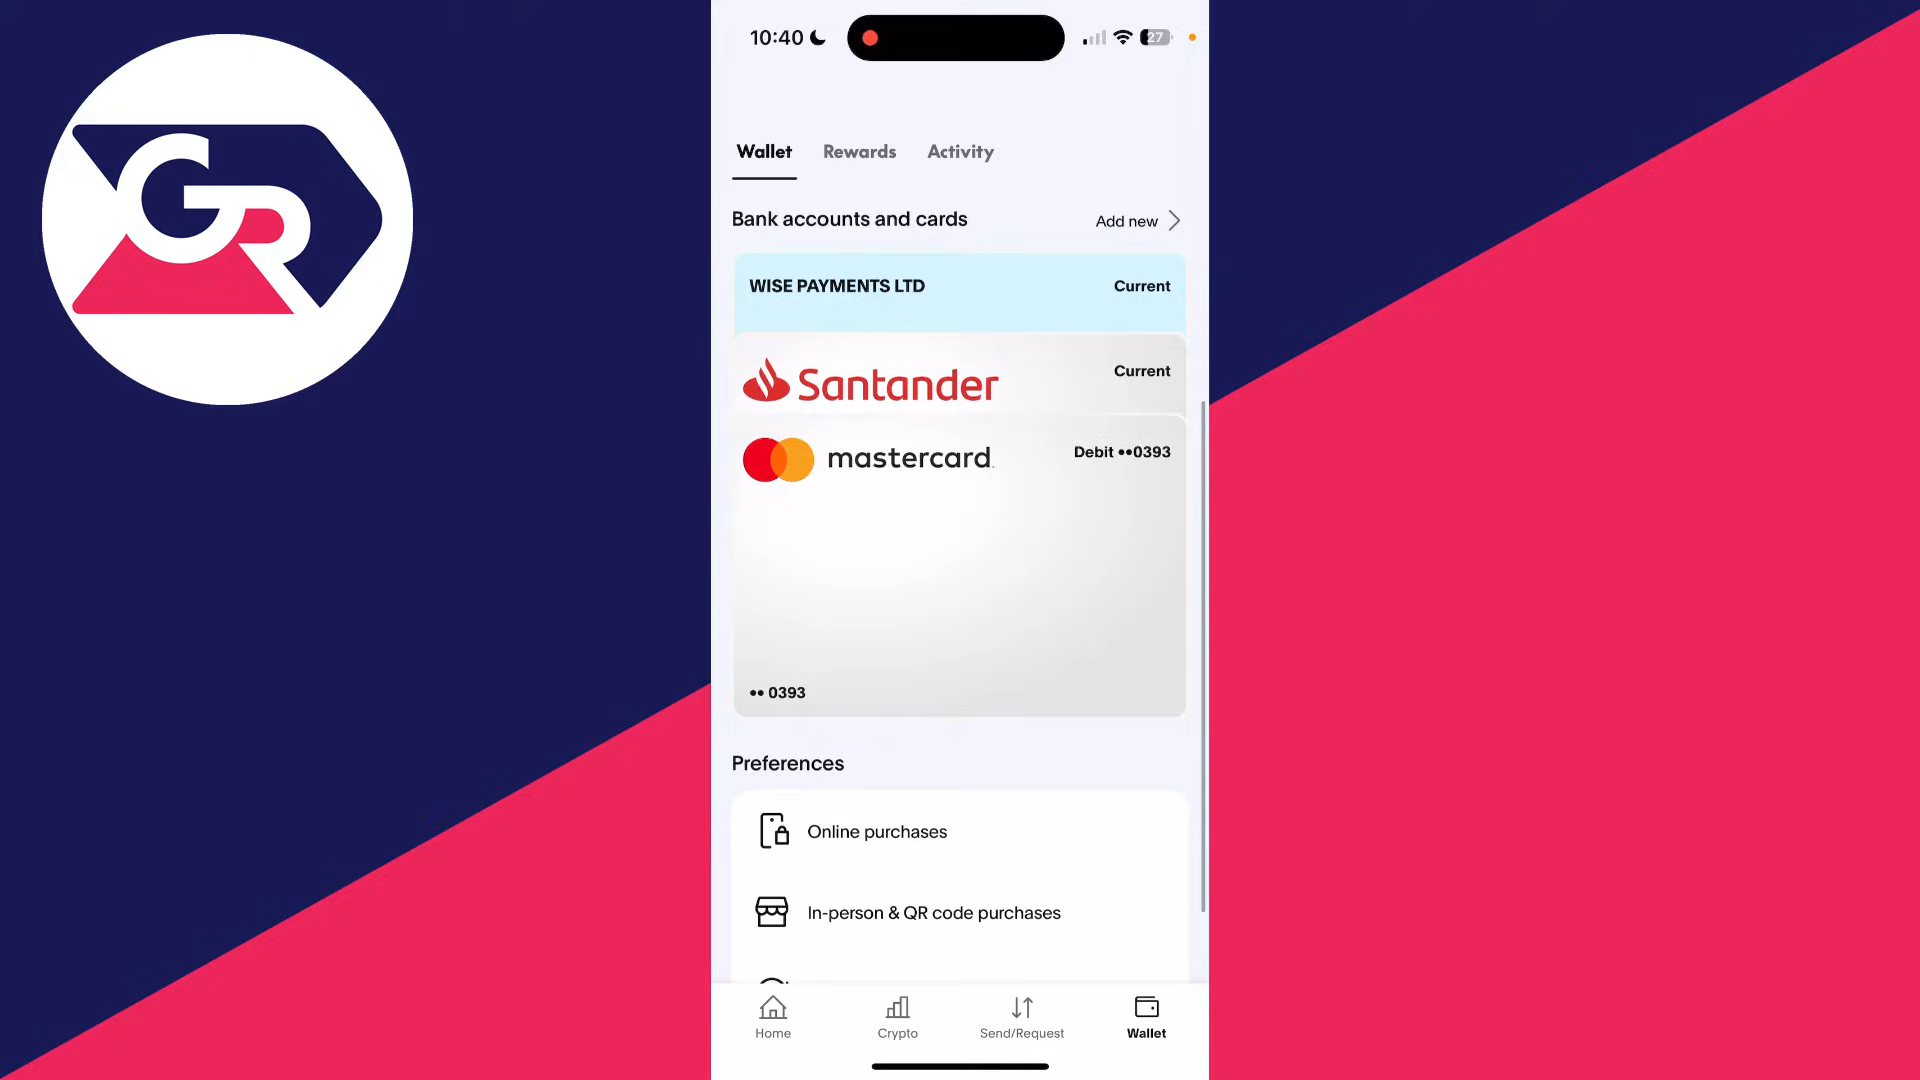 GR
10:40
27
Wallet Rewards Activity
Bank accounts and cards
Add new
WISE PAYMENTS LTD
Current
Santander
Current
mastercard
Debit ••0393
•• 0393
Preferences
Online purchases
In-person & QR code purchases
Home Crypto Send/Request Wallet